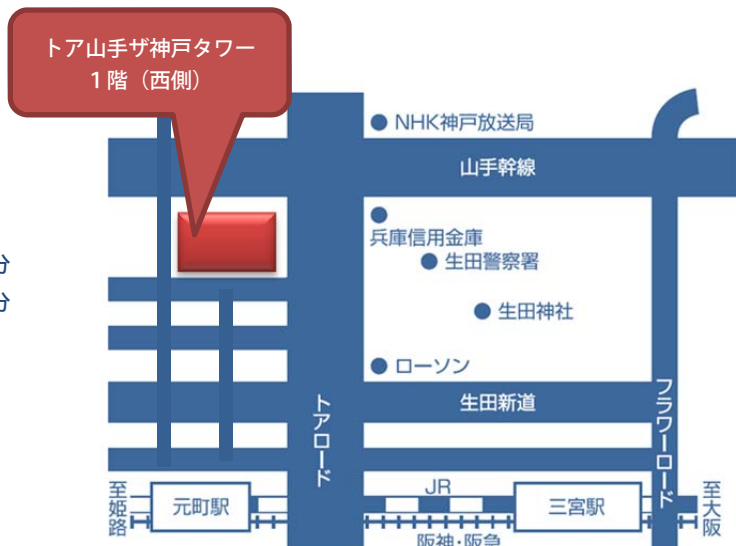 トア山手ザ神戸タワー
1階（西側）
NHK神戸放送局
山手幹線
兵庫信用金庫
生田警察署
分
分
生田神社
ローソン
生田新道
トアロード
フラワーロード
至姫路
元町駅
JR
三宮駅
至大阪
阪神・阪急